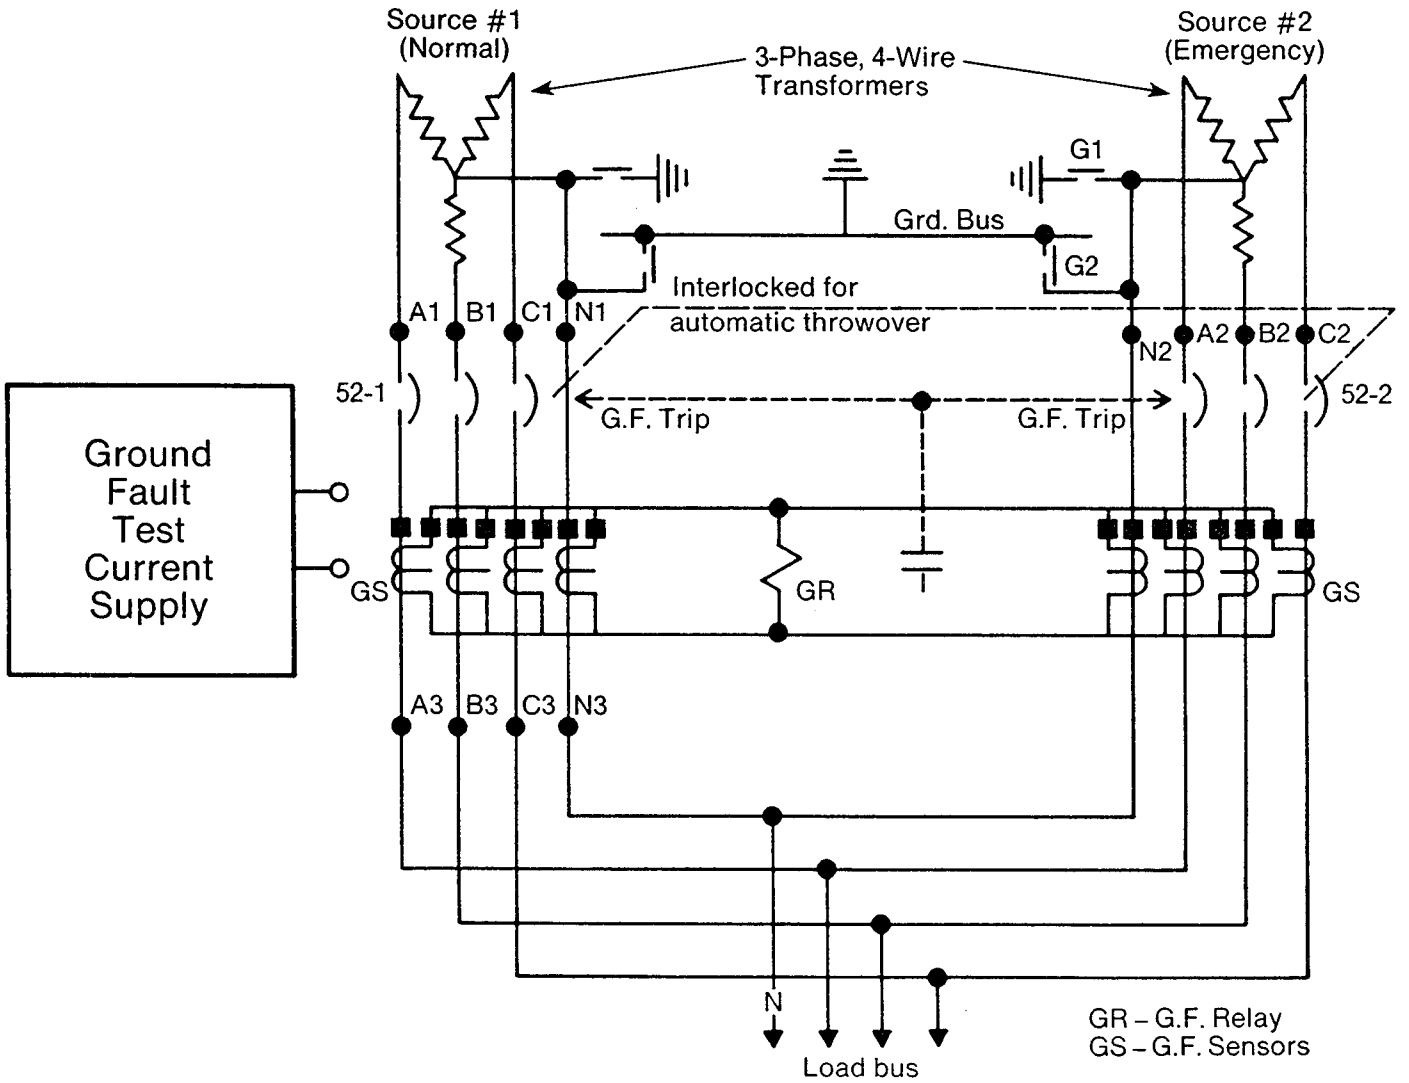 Source #1
(Normal)
3-Phase, 4-Wire
Transformers
Source #2
(Emergency)
G1
Grd. Bus
G2
Interlocked for
automatic throwover
A1
B1
C1
N1
N2
A2
B2
C2
52-1
G.F. Trip
G.F. Trip
52-2
Ground
Fault
Test
Current
Supply
GS
GR
GS
A3
B3
C3
N3
N
Load bus
GR – G.F. Relay
GS – G.F. Sensors